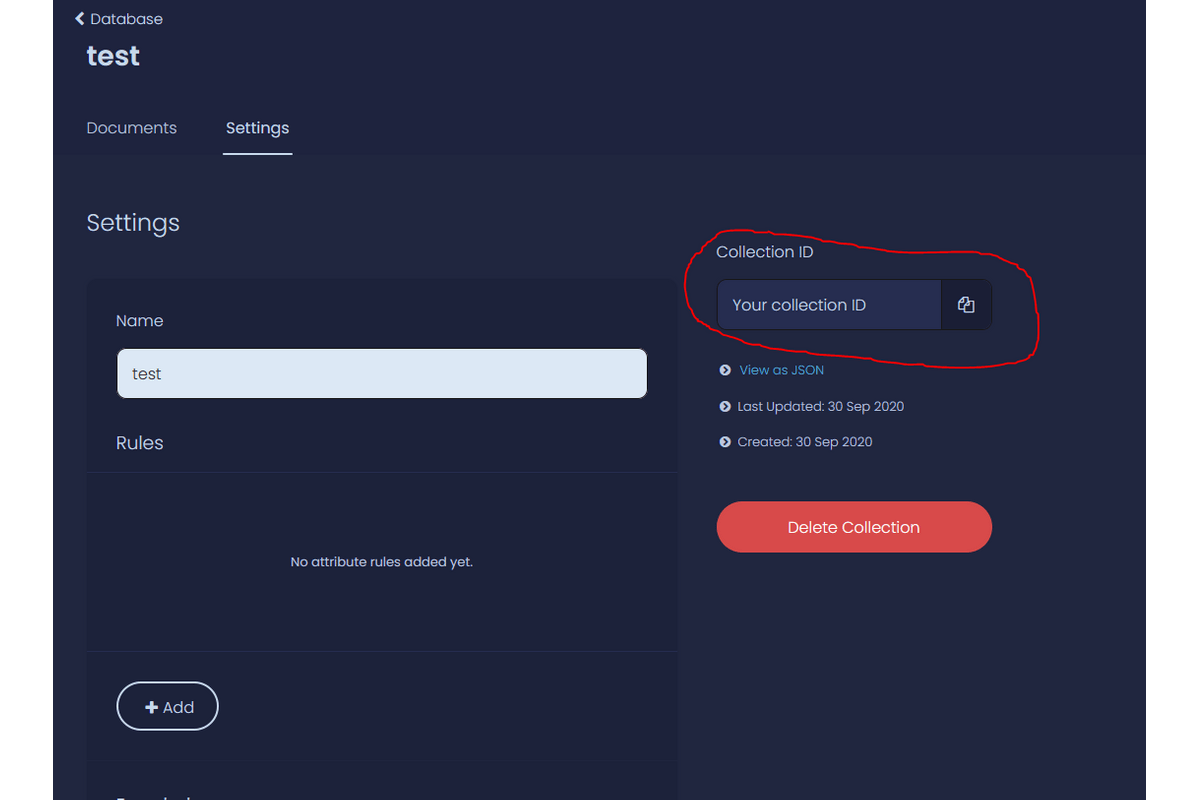 Database
test
Documents
Settings
Settings
Name
test
Rules
No attribute rules added yet.
Add
Collection ID
Your collection ID
View as JSON
Last Updated: 30 Sep 2020
Created: 30 Sep 2020
Delete Collection